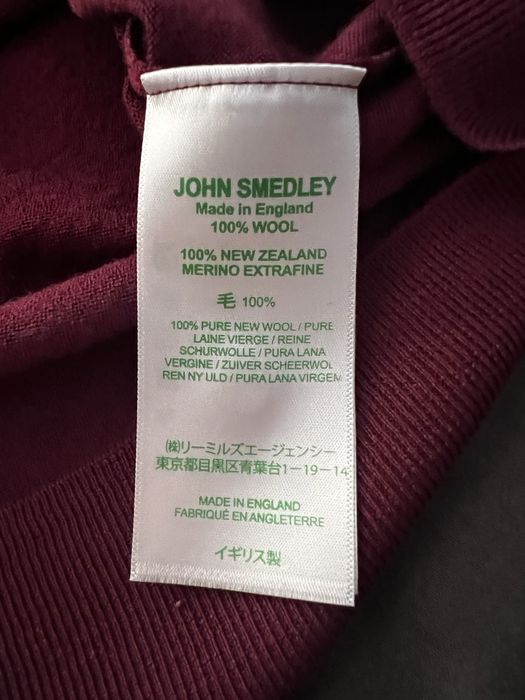 JOHN SMEDLEY
Made in England
100% WOOL
100% NEW ZEALAND
MERINO EXTRAFINE
毛 100%
100% PURE NEW WOOL / PURE
LAINE VIERGE / REINE
SCHURWOLLE / PURA LANA
VERGINE / ZUIVER SCHEERWOL
REN NY ULD / PURA LANA VIRGEM
(株)リーミルズエージェンシー
東京都目黒区青葉台1-19-14
MADE IN ENGLAND
FABRIQUÉ EN ANGLETERRE
イギリス製